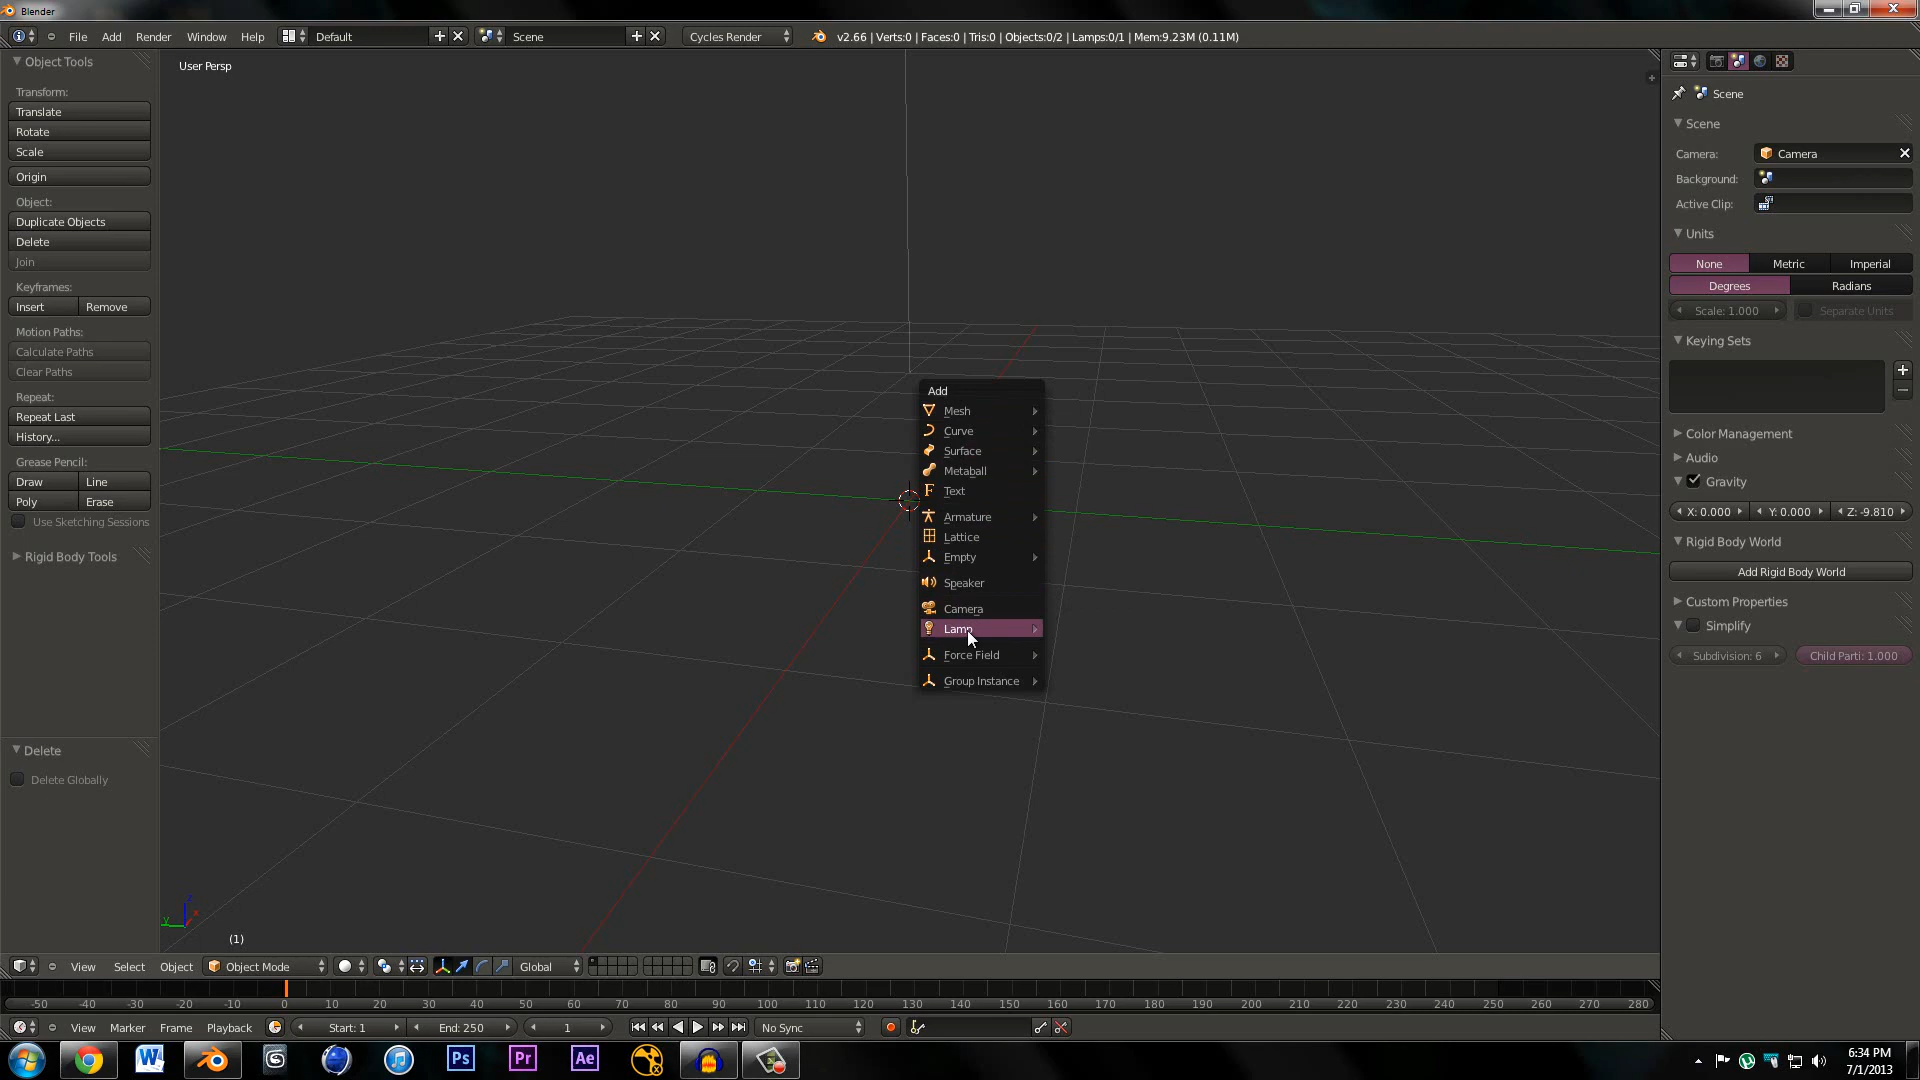 Blender
File Add Render Window Help Default Scene Cycles Render v2.66 | Verts:0 | Faces:0 | Tris:0 | Objects:0/2 | Lamps:0/1 | Mem:9.23M (0.11M)
Object Tools
Transform:
Translate
Rotate
Scale
Origin
Object:
Duplicate Objects
Delete
Join
Keyframes:
Insert Remove
Motion Paths:
Calculate Paths
Clear Paths
Repeat:
Repeat Last
History...
Grease Pencil:
Draw Line
Poly Erase
Use Sketching Sessions
Rigid Body Tools
Delete
Delete Globally
User Persp
Add
Mesh
Curve
Surface
Metaball
Text
Armature
Lattice
Empty
Speaker
Camera
Lamp
Force Field
Group Instance
z
x
y
(1)
Scene
Scene
Camera: Camera
Background:
Active Clip:
Units
None Metric Imperial
Degrees Radians
Scale: 1.000 Separate Units
Keying Sets
Color Management
Audio
Gravity
X: 0.000 Y: 0.000 Z: -9.810
Rigid Body World
Add Rigid Body World
Custom Properties
Simplify
Subdivision: 6 Child Parti: 1.000
View Select Object Object Mode Global
-50 -40 -30 -20 -10 0 10 20 30 40 50 60 70 80 90 100 110 120 130 140 150 160 170 180 190 200 210 220 230 240 250 260 270 280
View Marker Frame Playback Start: 1 End: 250 1 No Sync
W Ps Pr Ae
6:34 PM
7/1/2013